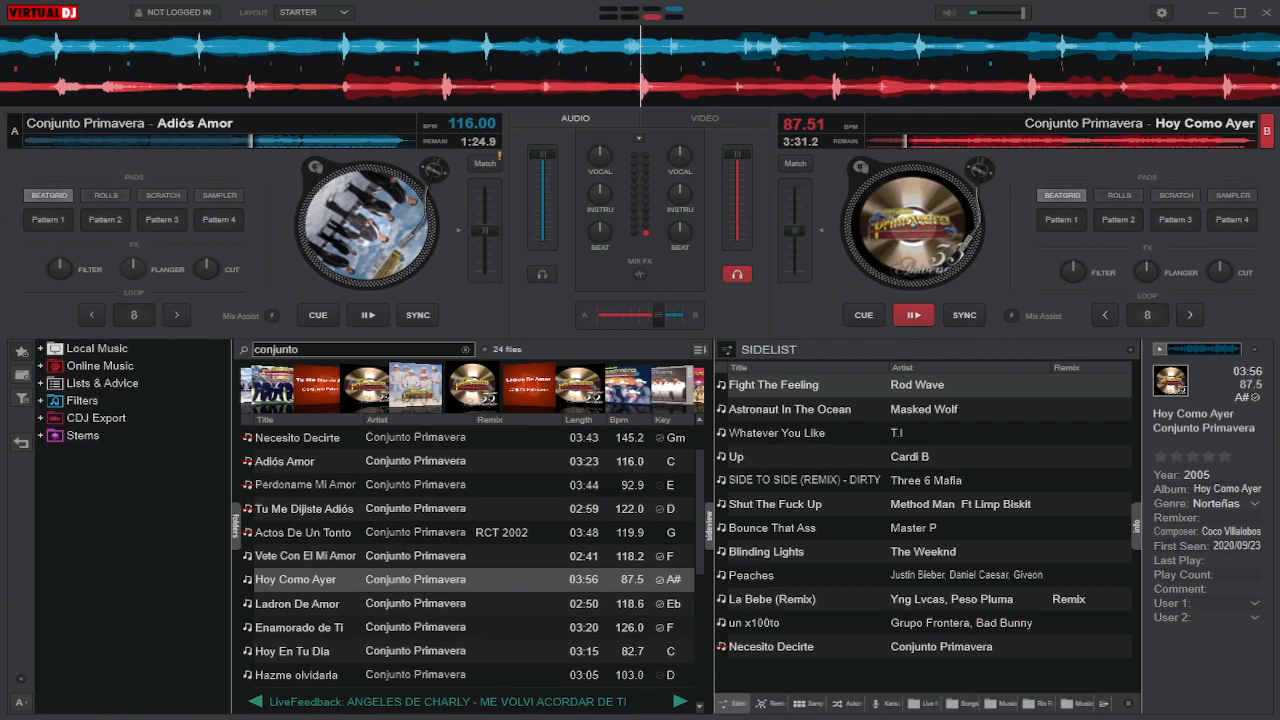 VIRTUAL DJ
NOT LOGGED IN
LAYOUT STARTER
A Conjunto Primavera - Adiós Amor
BPM 116.00
REMAIN 1:24.9
AUDIO VIDEO
87.51 BPM
3:31.2 REMAIN
Conjunto Primavera - Hoy Como Ayer B
Match
Match
PADS
BEATGRID ROLLS SCRATCH SAMPLER
Pattern 1 Pattern 2 Pattern 3 Pattern 4
FX
FILTER FLANGER CUT
LOOP
8
Mix Assist
CUE SYNC
VOCAL VOCAL
INSTRU INSTRU
BEAT BEAT
MIX FX
A B
PADS
BEATGRID ROLLS SCRATCH SAMPLER
Pattern 1 Pattern 2 Pattern 3 Pattern 4
FX
FILTER FLANGER CUT
LOOP
CUE SYNC
Mix Assist
8
Local Music
Online Music
Lists & Advice
Filters
CDJ Export
Stems
folders
conjunto 24 files
Title Artist Remix Length Bpm Key
Necesito Decirte Conjunto Primavera 03:43 145.2 Gm
Adiós Amor Conjunto Primavera 03:23 116.0 C
Perdoname Mi Amor Conjunto Primavera 03:44 92.9 E
Tu Me Dijiste Adiós Conjunto Primavera 02:59 122.0 D
Actos De Un Tonto Conjunto Primavera RCT 2002 03:48 119.9 G
Vete Con El Mi Amor Conjunto Primavera 02:41 118.2 F
Hoy Como Ayer Conjunto Primavera 03:56 87.5 A#
Ladron De Amor Conjunto Primavera 02:50 118.6 Eb
Enamorado de Ti Conjunto Primavera 03:20 126.0 F
Hoy En Tu Dia Conjunto Primavera 03:15 82.7 C
Hazme olvidarla Conjunto Primavera 03:05 103.0 D
LiveFeedback: ANGELES DE CHARLY - ME VOLVI ACORDAR DE TI
sideview
SIDELIST
Title Artist Remix
Fight The Feeling Rod Wave
Astronaut In The Ocean Masked Wolf
Whatever You Like T.I
Up Cardi B
SIDE TO SIDE (REMIX) - DIRTY Three 6 Mafia
Shut The Fuck Up Method Man Ft Limp Biskit
Bounce That Ass Master P
Blinding Lights The Weeknd
Peaches Justin Bieber, Daniel Caesar, Giveon
La Bebe (Remix) Yng Lvcas, Peso Pluma Remix
un x100to Grupo Frontera, Bad Bunny
Necesito Decirte Conjunto Primavera
info
03:56
87.5
A#
Hoy Como Ayer
Conjunto Primavera
Year: 2005
Album: Hoy Como Ayer
Genre: Norteñas
Remixer:
Composer: Coco Villalobos
First Seen: 2020/09/23
Last Play:
Play Count:
Comment:
User 1:
User 2: